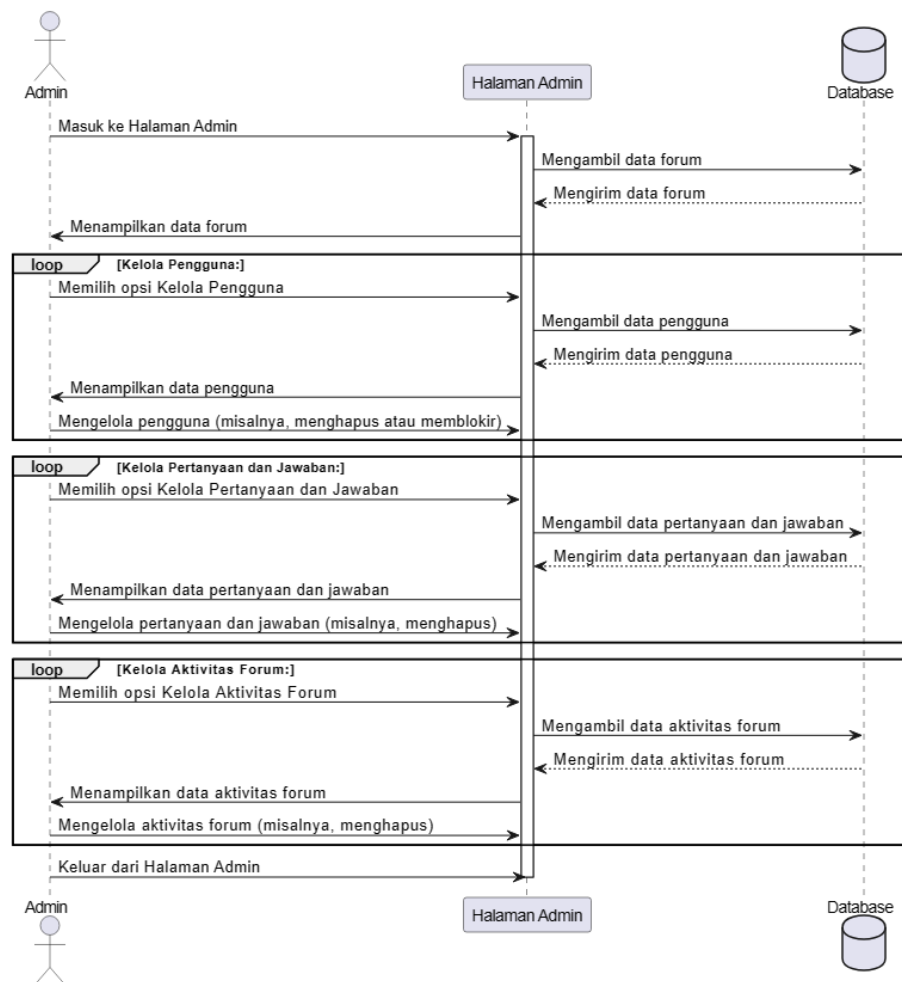 Admin
Halaman Admin
Database
Masuk ke Halaman Admin
Mengambil data forum
Mengirim data forum
Menampilkan data forum
loop [Kelola Pengguna:]
Memilih opsi Kelola Pengguna
Mengambil data pengguna
Mengirim data pengguna
Menampilkan data pengguna
Mengelola pengguna (misalnya, menghapus atau memblokir)
loop [Kelola Pertanyaan dan Jawaban:]
Memilih opsi Kelola Pertanyaan dan Jawaban
Mengambil data pertanyaan dan jawaban
Mengirim data pertanyaan dan jawaban
Menampilkan data pertanyaan dan jawaban
Mengelola pertanyaan dan jawaban (misalnya, menghapus)
loop [Kelola Aktivitas Forum:]
Memilih opsi Kelola Aktivitas Forum
Mengambil data aktivitas forum
Mengirim data aktivitas forum
Menampilkan data aktivitas forum
Mengelola aktivitas forum (misalnya, menghapus)
Keluar dari Halaman Admin
Admin
Halaman Admin
Database